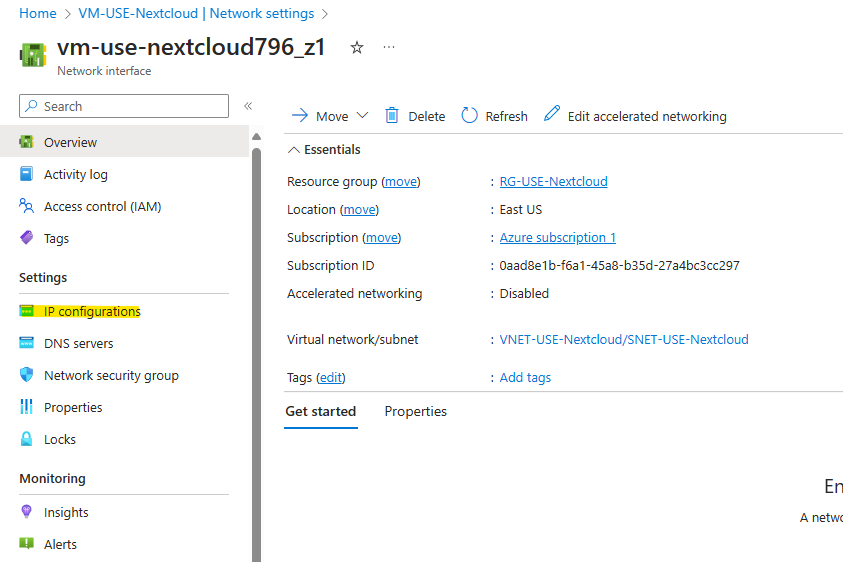 Home > VM-USE-Nextcloud | Network settings >
vm-use-nextcloud796_z1
Network interface
Search
Overview
Activity log
Access control (IAM)
Tags
Settings
IP configurations
DNS servers
Network security group
Properties
Locks
Monitoring
Insights
Alerts
Move
Delete
Refresh
Edit accelerated networking
Essentials
Resource group (move) : RG-USE-Nextcloud
Location (move) : East US
Subscription (move) : Azure subscription 1
Subscription ID : 0aad8e1b-f6a1-45a8-b35d-27a4bc3cc297
Accelerated networking : Disabled
Virtual network/subnet : VNET-USE-Nextcloud/SNET-USE-Nextcloud
Tags (edit) : Add tags
Get started Properties
En
A netwo